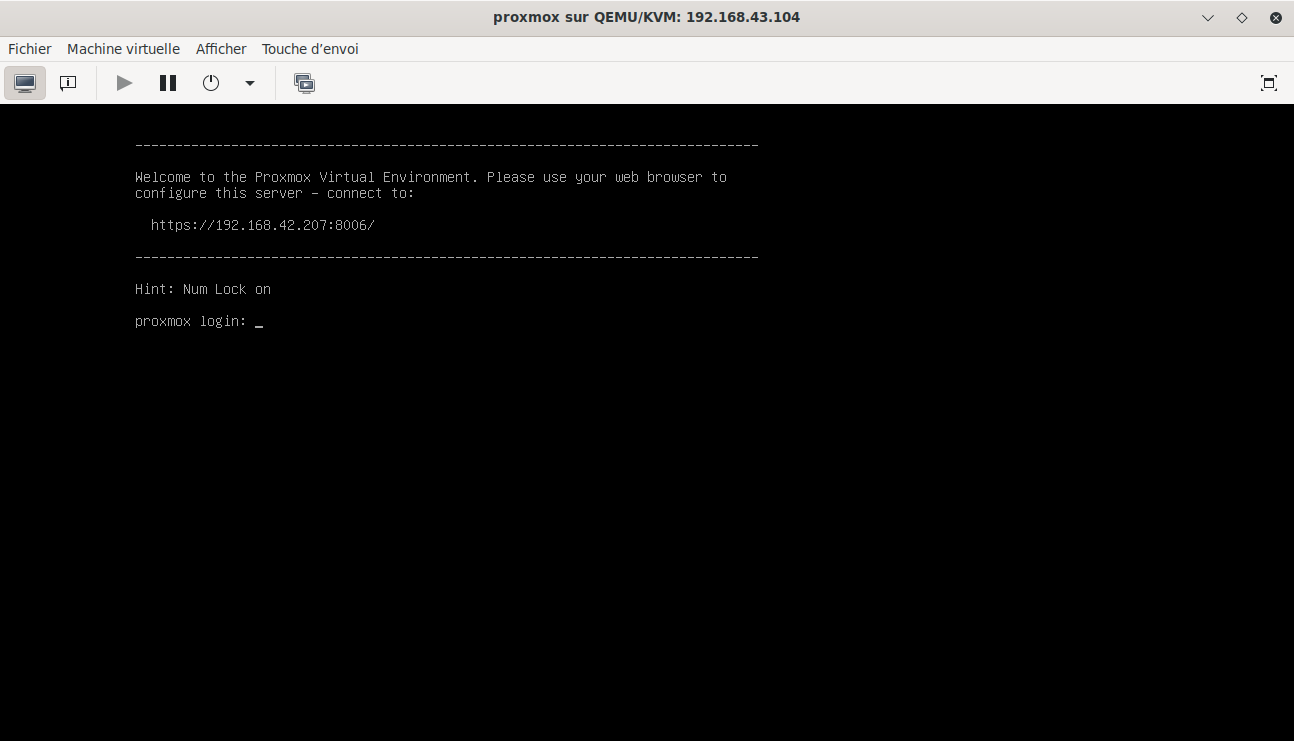 proxmox sur QEMU/KVM: 192.168.43.104
Fichier Machine virtuelle Afficher Touche d’envoi
Welcome to the Proxmox Virtual Environment. Please use your web browser to
configure this server - connect to:
https://192.168.42.207:8006/
Hint: Num Lock on
proxmox login: _